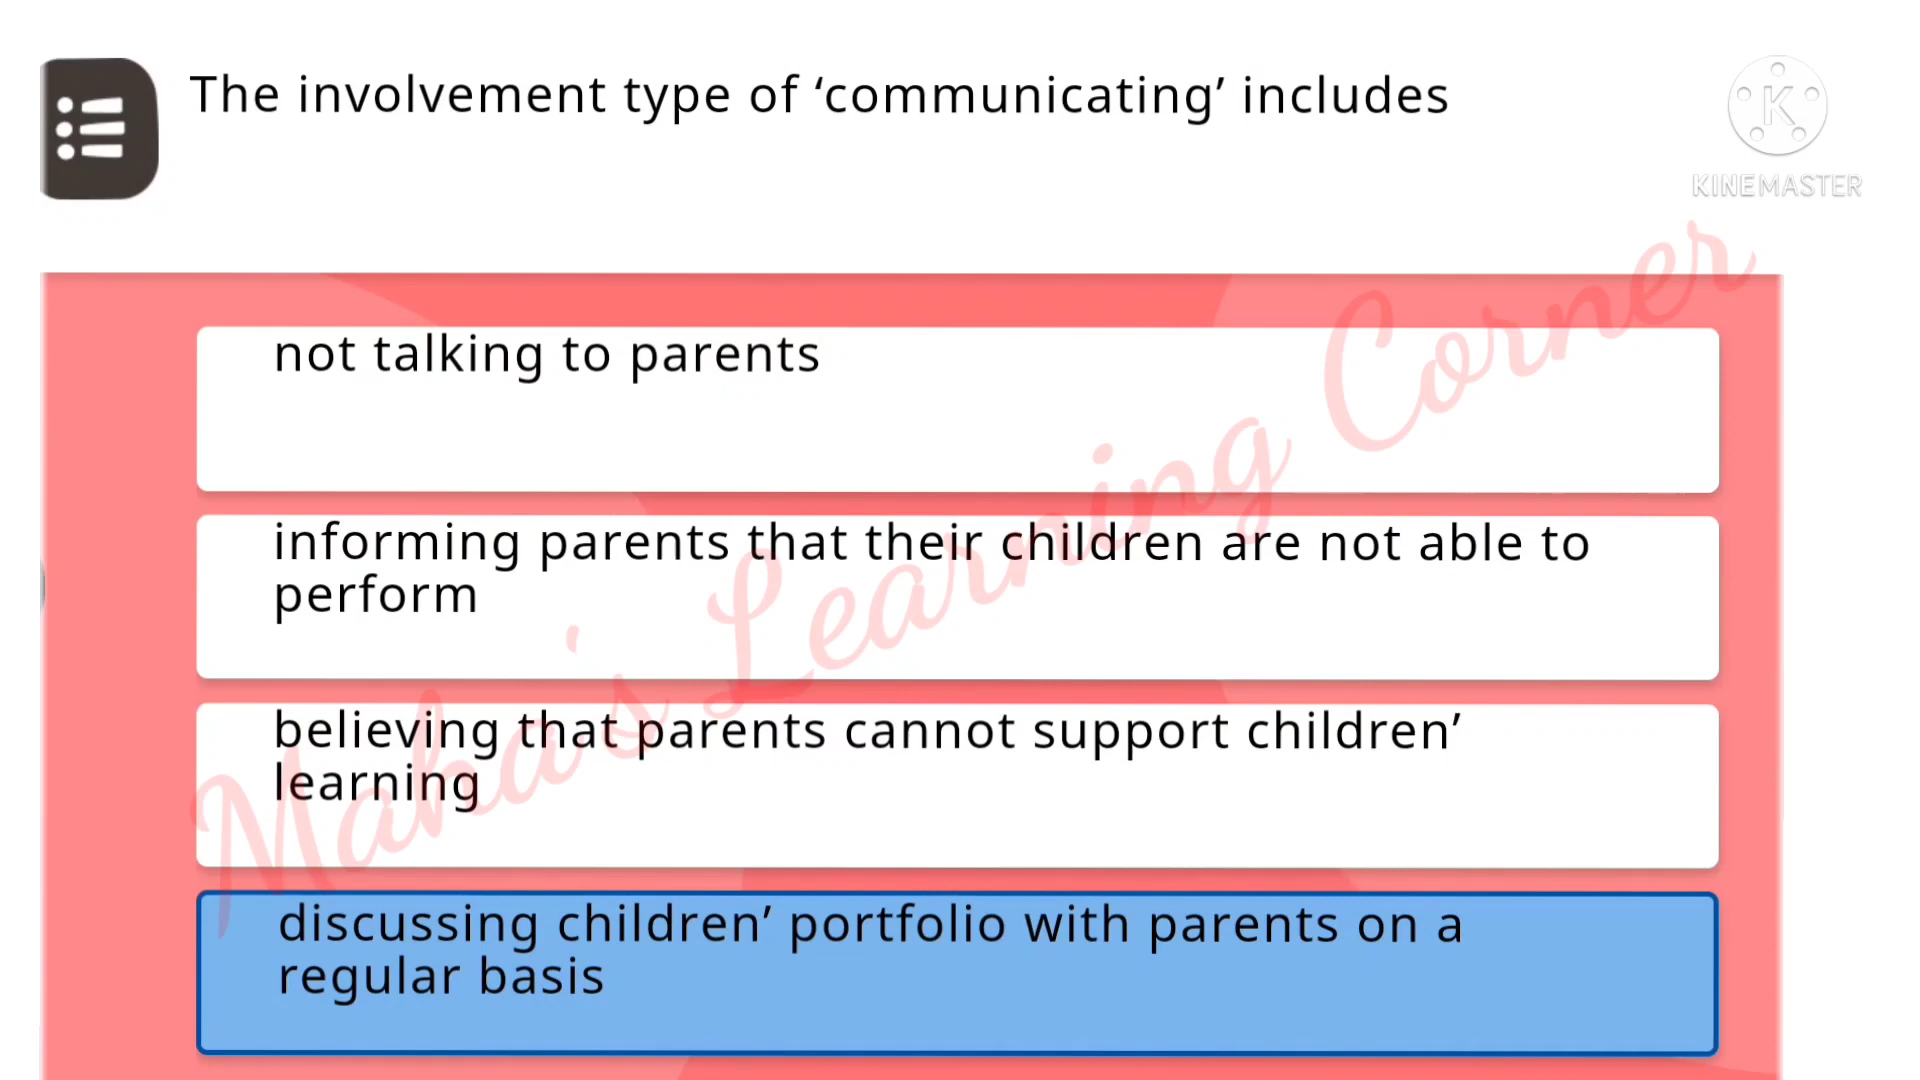 The involvement type of ‘communicating’ includes
KINEMASTER
not talking to parents
informing parents that their children are not able to
perform
believing that parents cannot support children’
learning
discussing children’ portfolio with parents on a
regular basis
Maha's Learning Corner